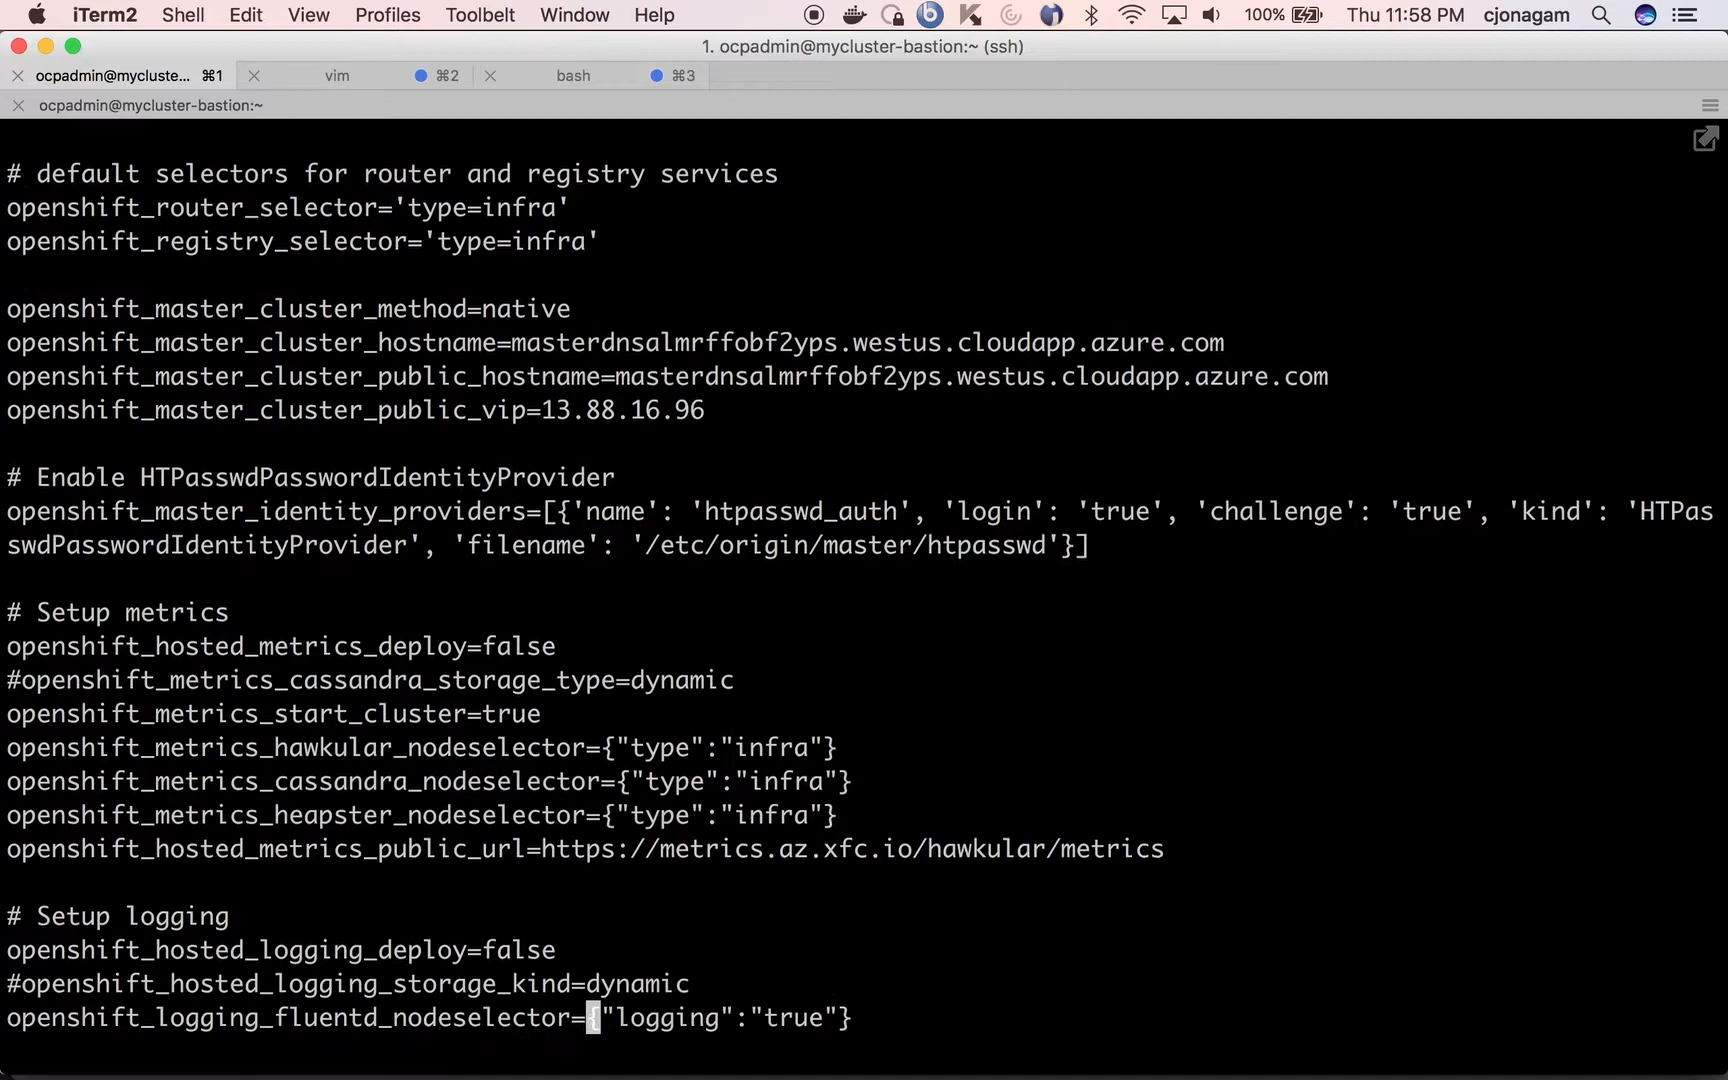 iTerm2 Shell Edit View Profiles Toolbelt Window Help 100% Thu 11:58 PM cjonagam
1. ocpadmin@mycluster-bastion:~ (ssh)
ocpadmin@mycluste... ⌘1 vim ⌘2 bash ⌘3
ocpadmin@mycluster-bastion:~
# default selectors for router and registry services
openshift_router_selector='type=infra'
openshift_registry_selector='type=infra'
openshift_master_cluster_method=native
openshift_master_cluster_hostname=masterdnsalmrffobf2yps.westus.cloudapp.azure.com
openshift_master_cluster_public_hostname=masterdnsalmrffobf2yps.westus.cloudapp.azure.com
openshift_master_cluster_public_vip=13.88.16.96
# Enable HTPasswdPasswordIdentityProvider
openshift_master_identity_providers=[{'name': 'htpasswd_auth', 'login': 'true', 'challenge': 'true', 'kind': 'HTPas
swdPasswordIdentityProvider', 'filename': '/etc/origin/master/htpasswd'}]
# Setup metrics
openshift_hosted_metrics_deploy=false
#openshift_metrics_cassandra_storage_type=dynamic
openshift_metrics_start_cluster=true
openshift_metrics_hawkular_nodeselector={"type":"infra"}
openshift_metrics_cassandra_nodeselector={"type":"infra"}
openshift_metrics_heapster_nodeselector={"type":"infra"}
openshift_hosted_metrics_public_url=https://metrics.az.xfc.io/hawkular/metrics
# Setup logging
openshift_hosted_logging_deploy=false
#openshift_hosted_logging_storage_kind=dynamic
openshift_logging_fluentd_nodeselector={"logging":"true"}